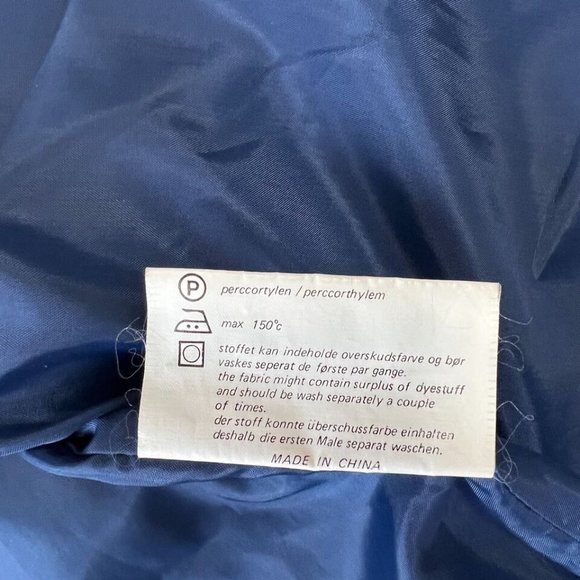 P perccortylen / perccorthylem
max 150°c
stoffet kan indeholde overskudsfarve og bør
vaskes seperat de første par gange.
the fabric might contain surplus of dyestuff
and should be wash separately a couple
of times.
der stoff konnte überschussfarbe einhalten
deshalb die ersten Male separat waschen.
MADE IN CHINA